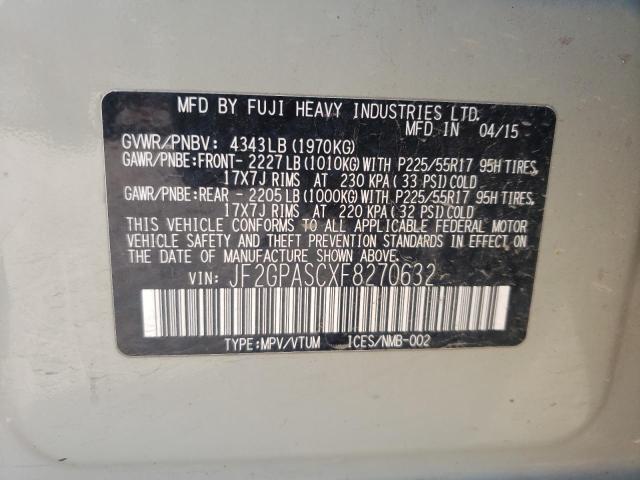 MFD BY FUJI HEAVY INDUSTRIES LTD.
MFD IN 04/15
GVWR/PNBV: 4343LB(1970KG)
GAWR/PNBE:FRONT- 2227LB(1010KG)WITH P225/55R17 95H TIRES,
17X7J RIMS AT 230 KPA(33 PSI)COLD
GAWR/PNBE:REAR - 2205LB(1000KG)WITH P225/55R17 95H TIRES,
17X7J RIMS AT 220 KPA(32 PSI)COLD
THIS VEHICLE CONFORMS TO ALL APPLICABLE FEDERAL MOTOR
VEHICLE SAFETY AND THEFT PREVENTION STANDARDS IN EFFECT ON
THE DATE OF MANUFACTURE SHOWN ABOVE.
VIN: JF2GPASCXF8270632
TYPE:MPV/VTUM ICES/NMB-002